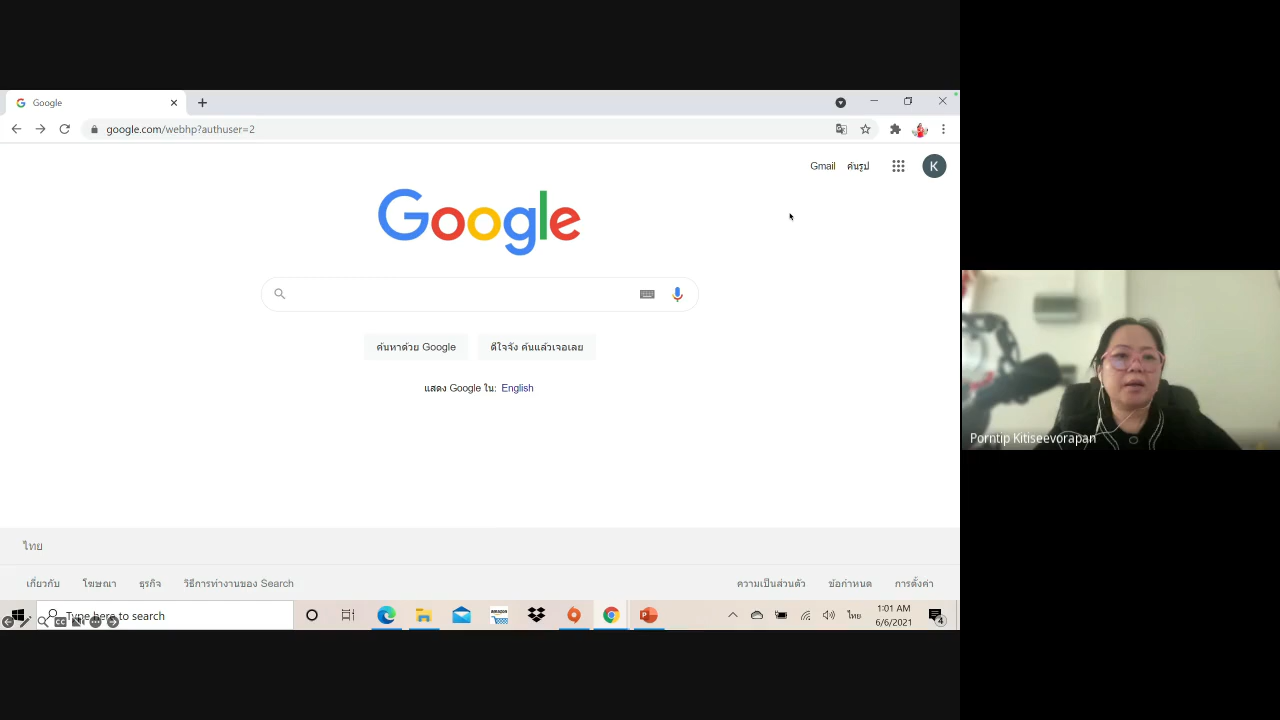 Google
google.com/webhp?authuser=2
Gmail ค้นรูป
K
Google
ค้นหาด้วย Google ดีใจจัง ค้นแล้วเจอเลย
แสดง Google ใน: English
Porntip Kitiseevorapan
ไทย
เกี่ยวกับ โฆษณา ธุรกิจ วิธีการทำงานของ Search ความเป็นส่วนตัว ข้อกำหนด การตั้งค่า
Type here to search
amazon
ไทย
1:01 AM
6/6/2021
4